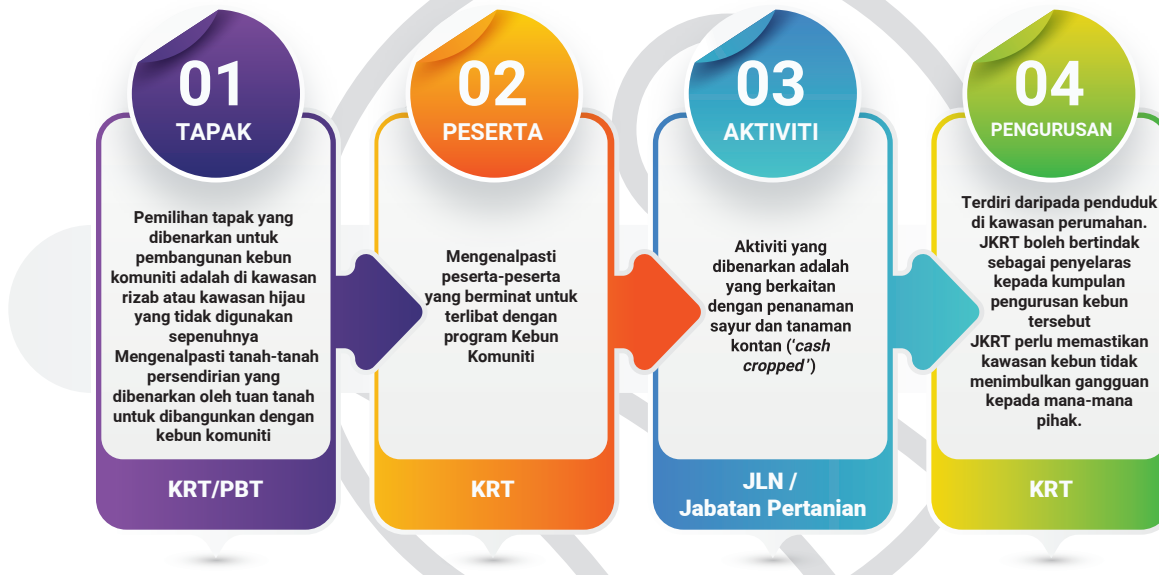 01
TAPAK
Pemilihan tapak yang
dibenarkan untuk
pembangunan kebun
komuniti adalah di kawasan
rizab atau kawasan hijau
yang tidak digunakan
sepenuhnya
Mengenalpasti tanah-tanah
persendirian yang
dibenarkan oleh tuan tanah
untuk dibangunkan dengan
kebun komuniti
KRT/PBT
02
PESERTA
Mengenalpasti
peserta-peserta
yang berminat untuk
terlibat dengan
program Kebun
Komuniti
KRT
03
AKTIVITI
Aktiviti yang
dibenarkan adalah
yang berkaitan
dengan penanaman
sayur dan tanaman
kontan (‘cash
cropped’)
JLN /
Jabatan Pertanian
04
PENGURUSAN
Terdiri daripada penduduk
di kawasan perumahan.
JKRT boleh bertindak
sebagai penyelaras
kepada kumpulan
pengurusan kebun
tersebut
JKRT perlu memastikan
kawasan kebun tidak
menimbulkan gangguan
kepada mana-mana
pihak.
KRT